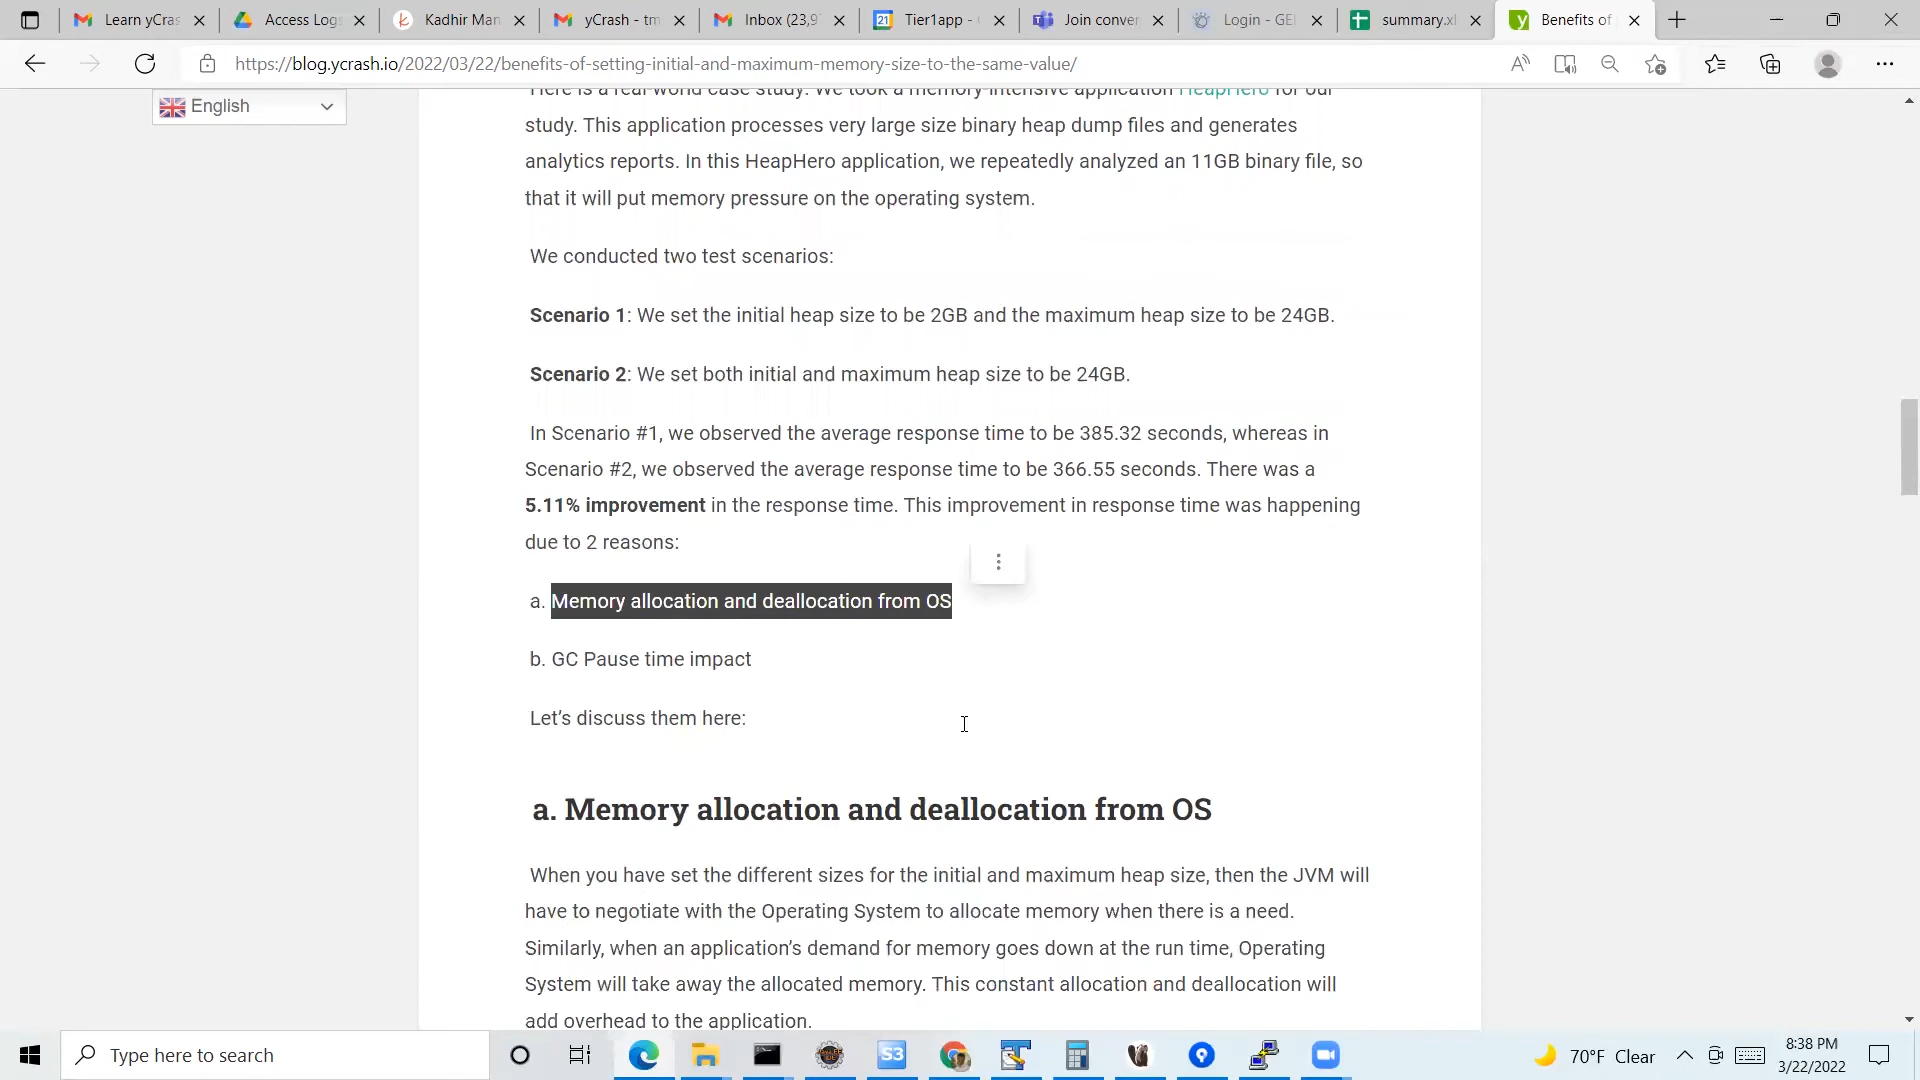 Learn yCras
Access Log
Kadhir Man
yCrash - tm
Inbox (23,9
Tier1app -
Join conver
Login - GE
summary.xl
Benefits of
https://blog.ycrash.io/2022/03/22/benefits-of-setting-initial-and-maximum-memory-size-to-the-same-value/
English
Here is a real-world case study. We took a memory intensive application HeapHero for our
study. This application processes very large size binary heap dump files and generates
analytics reports. In this HeapHero application, we repeatedly analyzed an 11GB binary file, so
that it will put memory pressure on the operating system.
We conducted two test scenarios:
Scenario 1: We set the initial heap size to be 2GB and the maximum heap size to be 24GB.
Scenario 2: We set both initial and maximum heap size to be 24GB.
In Scenario #1, we observed the average response time to be 385.32 seconds, whereas in
Scenario #2, we observed the average response time to be 366.55 seconds. There was a
5.11% improvement in the response time. This improvement in response time was happening
due to 2 reasons:
a. Memory allocation and deallocation from OS
b. GC Pause time impact
Let's discuss them here:
a. Memory allocation and deallocation from OS
When you have set the different sizes for the initial and maximum heap size, then the JVM will
have to negotiate with the Operating System to allocate memory when there is a need.
Similarly, when an application's demand for memory goes down at the run time, Operating
System will take away the allocated memory. This constant allocation and deallocation will
add overhead to the application.
Type here to search
S3
70°F Clear
8:38 PM
3/22/2022